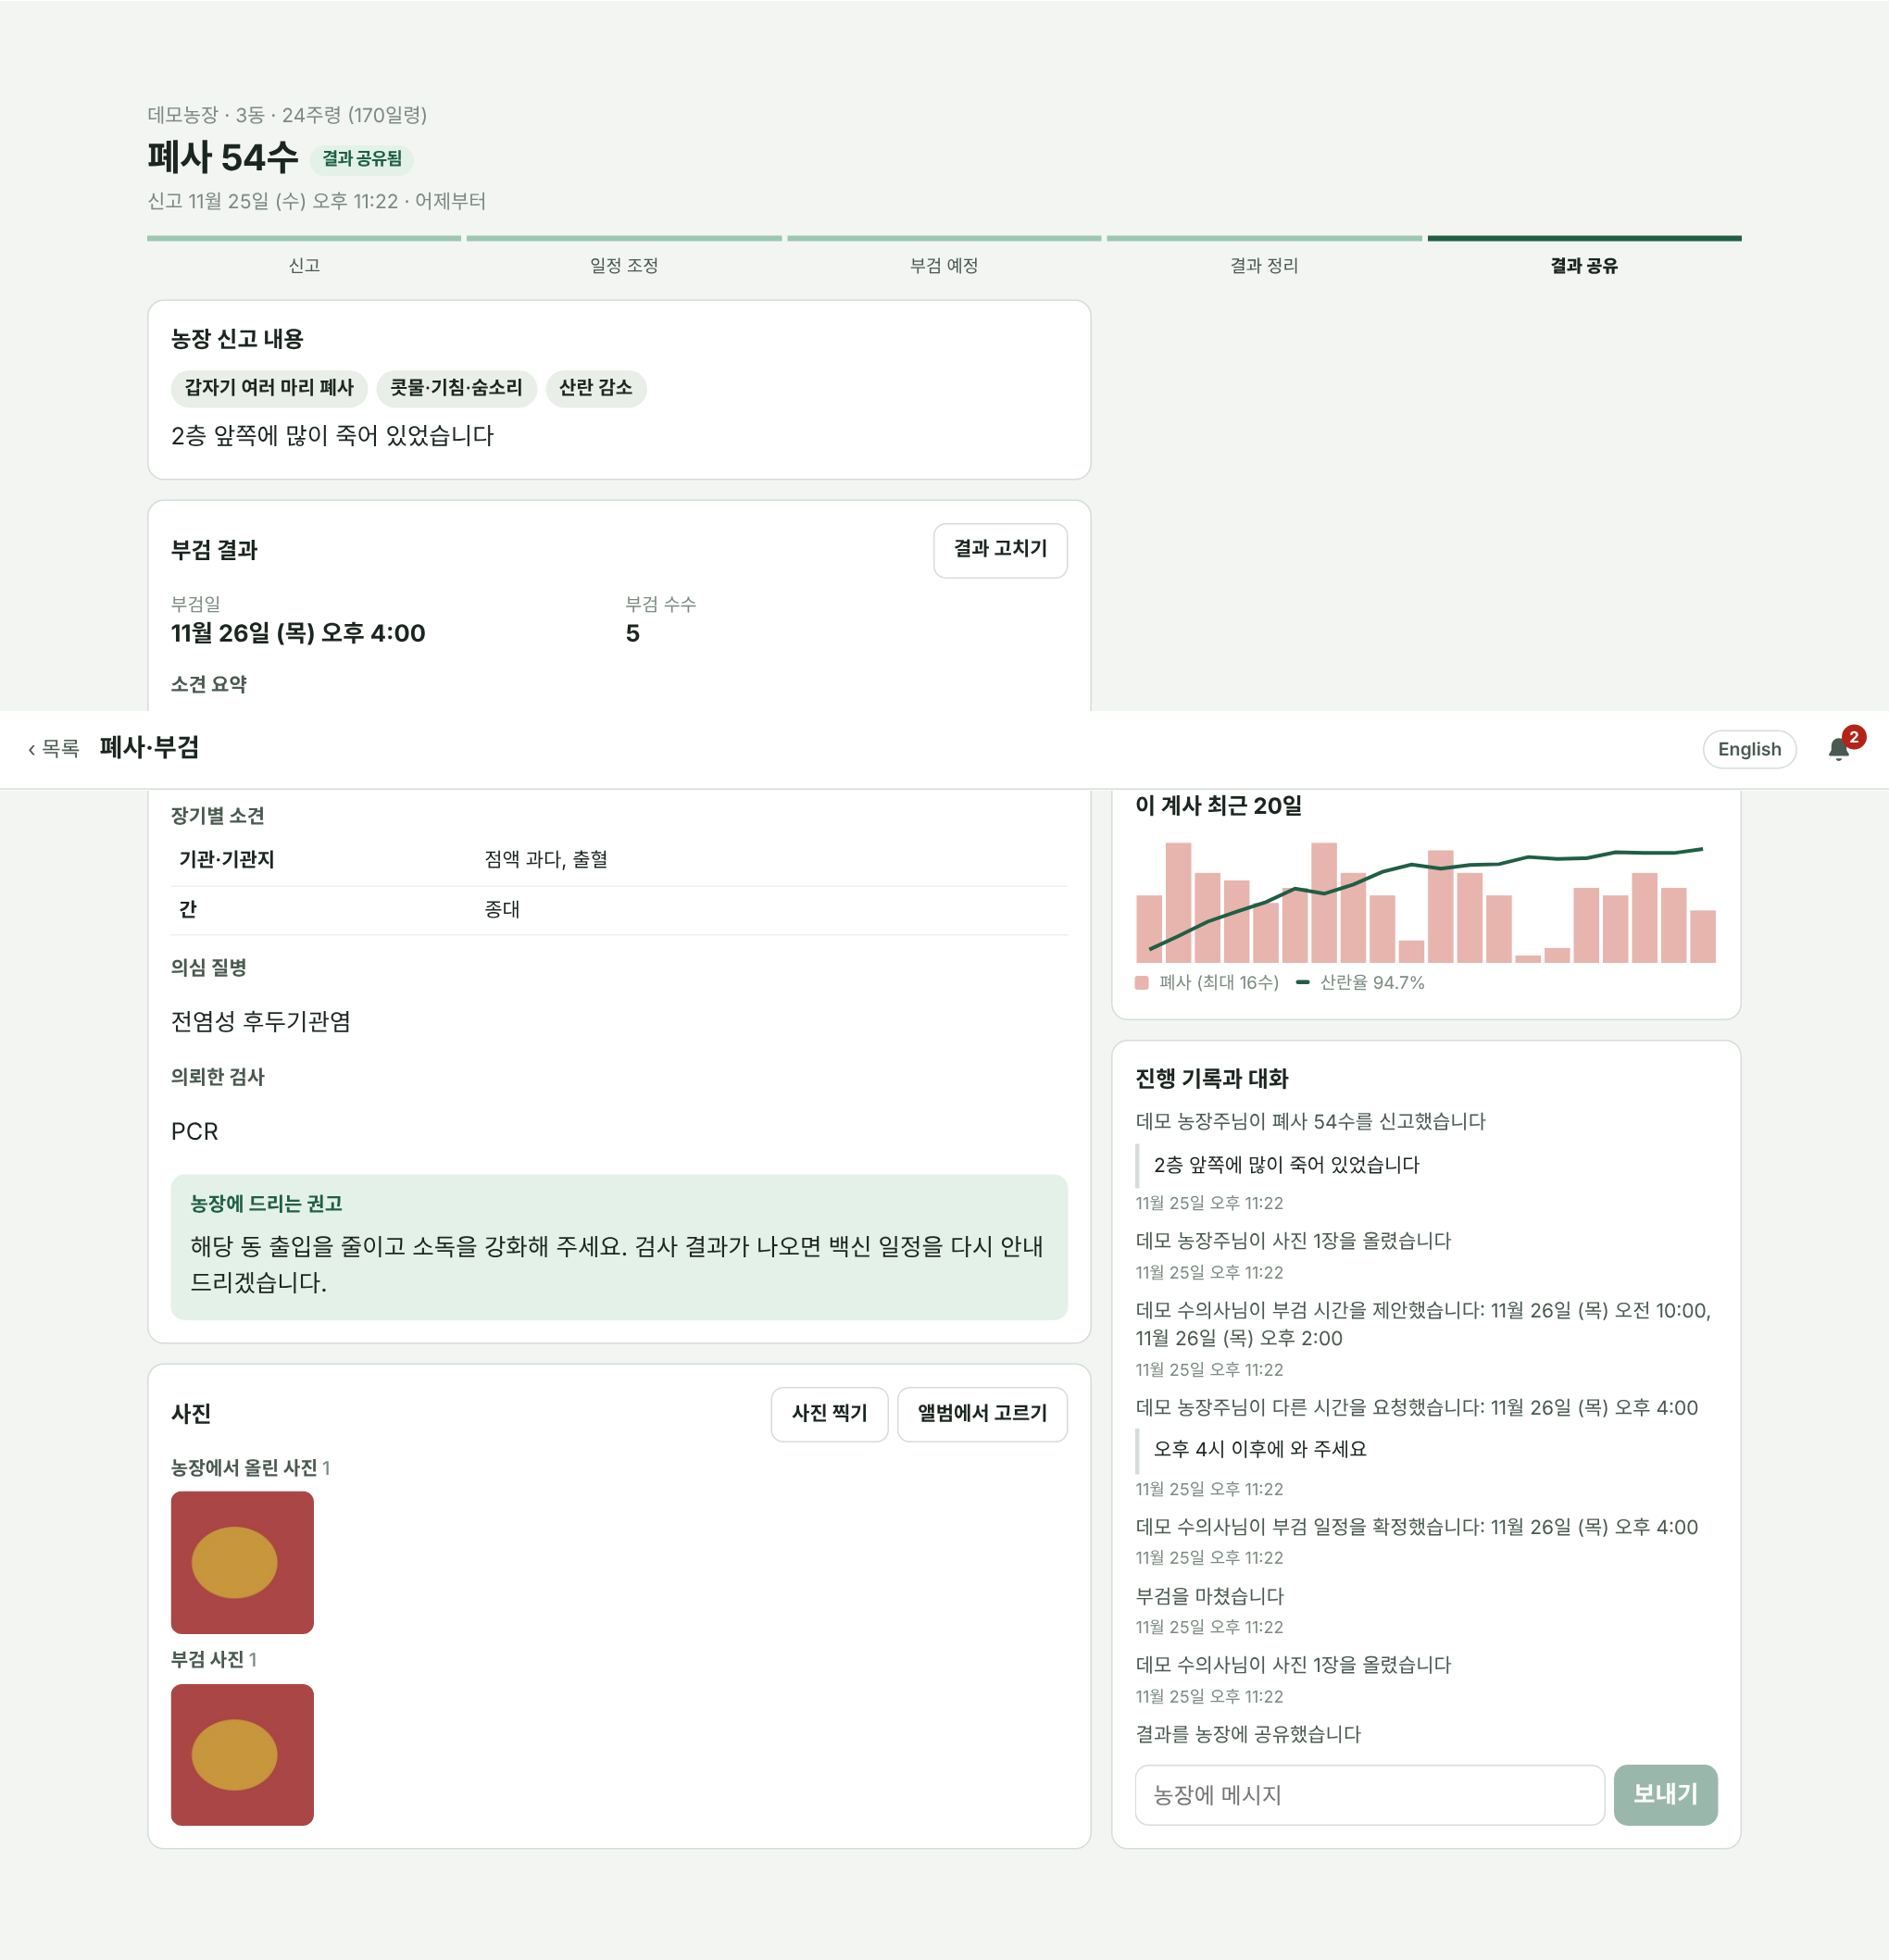 데모농장 · 3동 · 24주령 (170일령)
폐사 54수 결과 공유됨
신고 11월 25일 (수) 오후 11:22 · 어제부터
신고
일정 조정
부검 예정
결과 정리
결과 공유
농장 신고 내용
갑자기 여러 마리 폐사
콧물·기침·숨소리
산란 감소
2층 앞쪽에 많이 죽어 있었습니다
부검 결과
결과 고치기
부검일
11월 26일 (목) 오후 4:00
부검 수수
5
소견 요약
‹ 목록
폐사·부검
English
2
장기별 소견
기관·기관지
점액 과다, 출혈
간
종대
의심 질병
전염성 후두기관염
의뢰한 검사
PCR
농장에 드리는 권고
해당 동 출입을 줄이고 소독을 강화해 주세요. 검사 결과가 나오면 백신 일정을 다시 안내
드리겠습니다.
사진
사진 찍기
앨범에서 고르기
농장에서 올린 사진 1
부검 사진 1
이 계사 최근 20일
폐사 (최대 16수)
산란율 94.7%
진행 기록과 대화
데모 농장주님이 폐사 54수를 신고했습니다
2층 앞쪽에 많이 죽어 있었습니다
11월 25일 오후 11:22
데모 농장주님이 사진 1장을 올렸습니다
11월 25일 오후 11:22
데모 수의사님이 부검 시간을 제안했습니다: 11월 26일 (목) 오전 10:00,
11월 26일 (목) 오후 2:00
11월 25일 오후 11:22
데모 농장주님이 다른 시간을 요청했습니다: 11월 26일 (목) 오후 4:00
오후 4시 이후에 와 주세요
11월 25일 오후 11:22
데모 수의사님이 부검 일정을 확정했습니다: 11월 26일 (목) 오후 4:00
11월 25일 오후 11:22
부검을 마쳤습니다
11월 25일 오후 11:22
데모 수의사님이 사진 1장을 올렸습니다
11월 25일 오후 11:22
결과를 농장에 공유했습니다
농장에 메시지
보내기